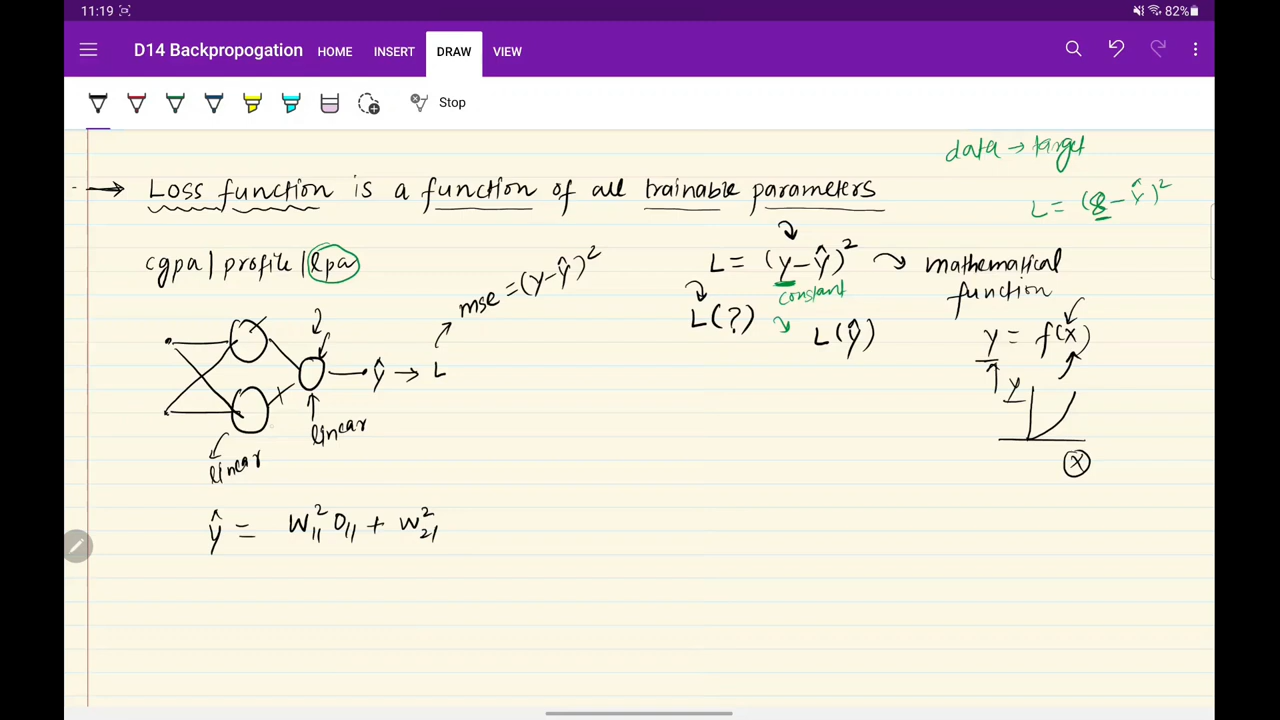 11:19
82%
D14 Backpropogation HOME INSERT DRAW VIEW
Stop
data → target
→ Loss function is a function of all trainable parameters
L = (8 - ŷ)²
cgpa | profile | lpa
mse = (y-ŷ)²
L = (y-ŷ)²
mathematical function
constant
L(?)
L(ŷ)
y = f(x)
ŷ → L
y
x
linear
linear
ŷ = W²₁₁ O₁₁ + W²₂₁